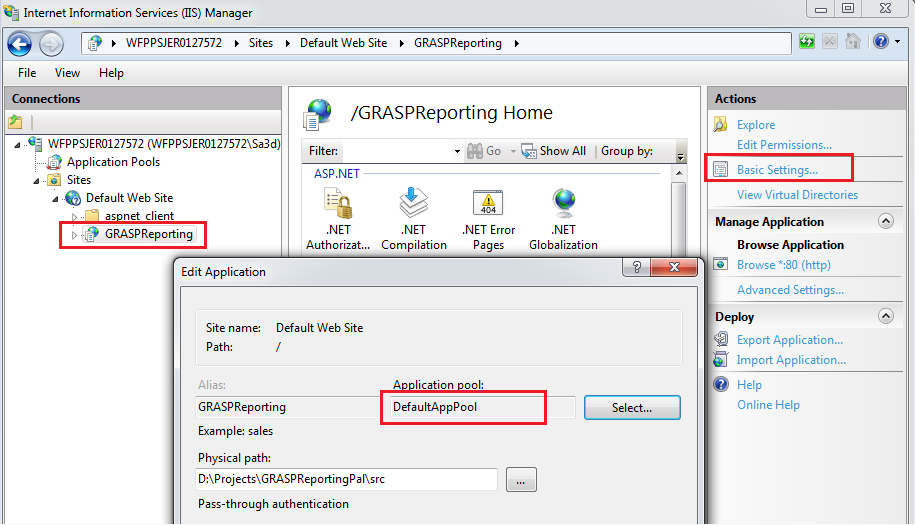 Internet Information Services (IIS) Manager
WFPPSJER0127572 Sites Default Web Site GRASPReporting
File View Help
Connections
WFPPSJER0127572 (WFPPSJER0127572\Sa3d)
Application Pools
Sites
Default Web Site
aspnet_client
GRASPReporting
/GRASPReporting Home
Filter: Go Show All Group by:
ASP.NET
.NET Authorizat...
.NET Compilation
404
.NET Error Pages
.NET Globalization
Actions
Explore
Edit Permissions...
Basic Settings...
View Virtual Directories
Manage Application
Browse Application
Browse *:80 (http)
Advanced Settings...
Deploy
Export Application...
Import Application...
Help
Online Help
Edit Application
Site name: Default Web Site
Path: /
Alias: Application pool:
GRASPReporting DefaultAppPool Select...
Example: sales
Physical path:
D:\Projects\GRASPReportingPal\src ...
Pass-through authentication